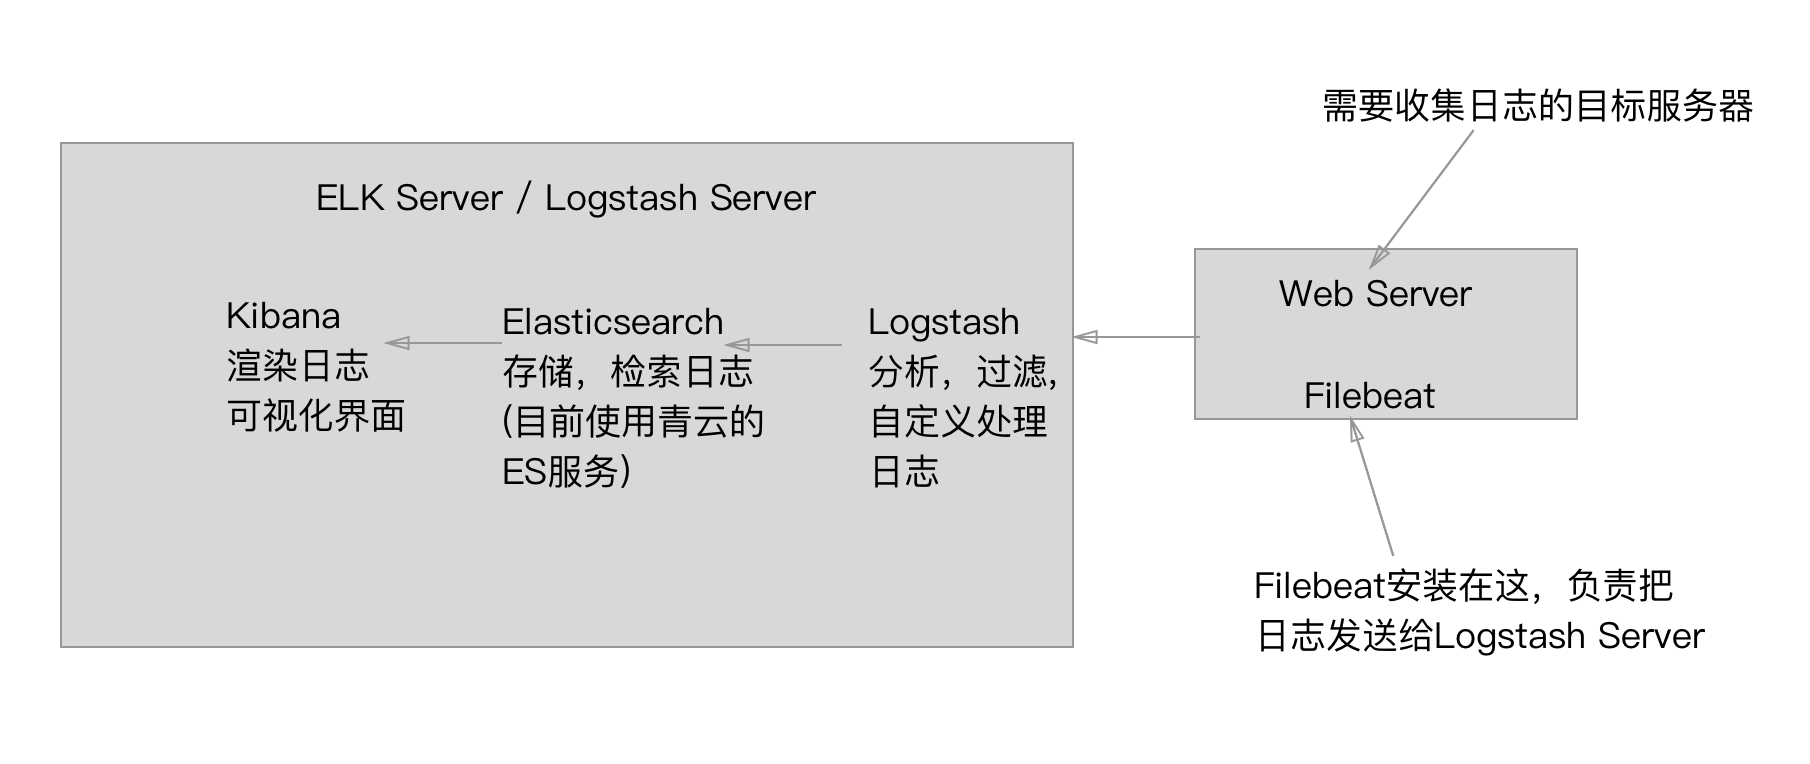 需要收集日志的目标服务器
ELK Server / Logstash Server
Kibana
渲染日志
可视化界面
Elasticsearch
存储，检索日志
(目前使用青云的
ES服务)
Logstash
分析，过滤,
自定义处理
日志
Web Server
Filebeat
Filebeat安装在这，负责把
日志发送给Logstash Server